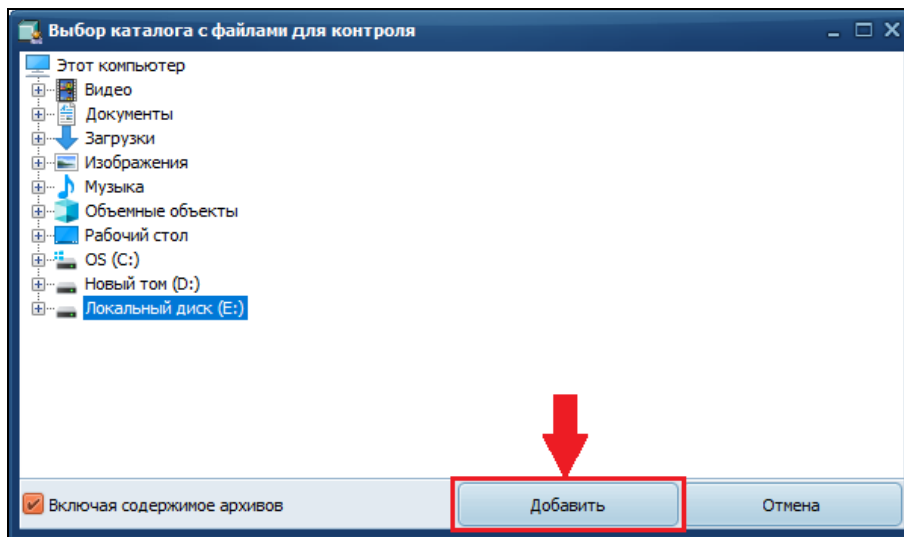 Выбор каталога с файлами для контроля
Этот компьютер
Видео
Документы
Загрузки
Изображения
Музыка
Объемные объекты
Рабочий стол
OS (C:)
Новый том (D:)
Локальный диск (E:)
Включая содержимое архивов
Добавить
Отмена